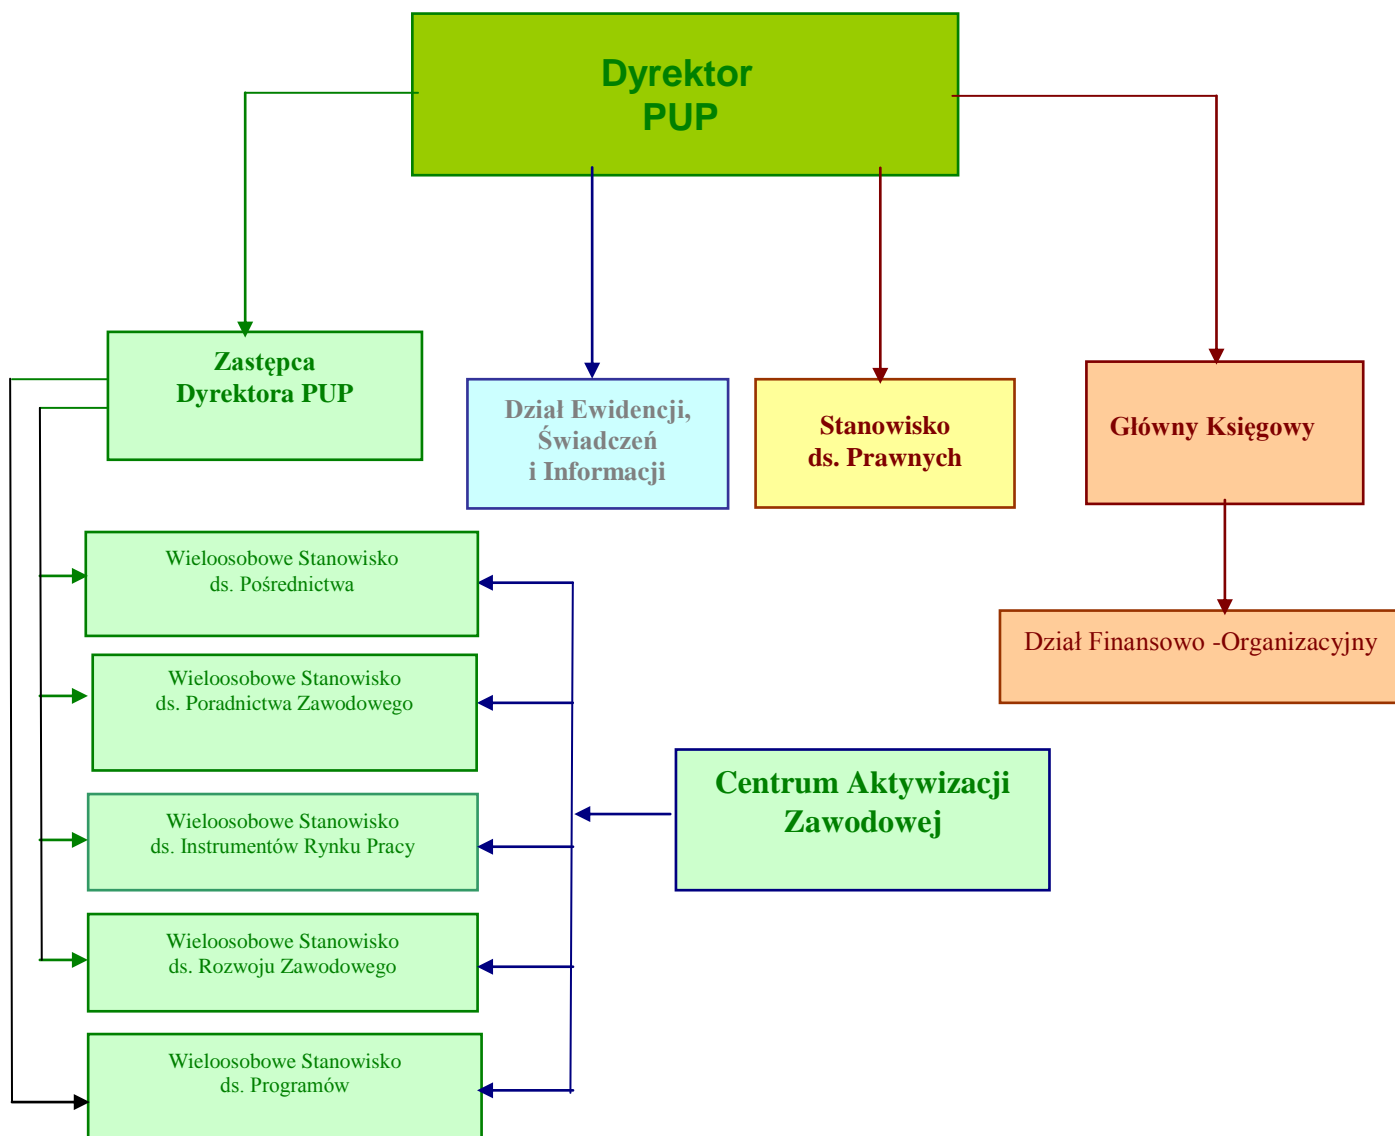 Dyrektor
PUP
Zastępca
Dyrektora PUP
Dział Ewidencji,
Świadczeń
i Informacji
Stanowisko
ds. Prawnych
Główny Księgowy
Wieloosobowe Stanowisko
ds. Pośrednictwa
Dział Finansowo -Organizacyjny
Wieloosobowe Stanowisko
ds. Poradnictwa Zawodowego
Centrum Aktywizacji
Zawodowej
Wieloosobowe Stanowisko
ds. Instrumentów Rynku Pracy
Wieloosobowe Stanowisko
ds. Rozwoju Zawodowego
Wieloosobowe Stanowisko
ds. Programów